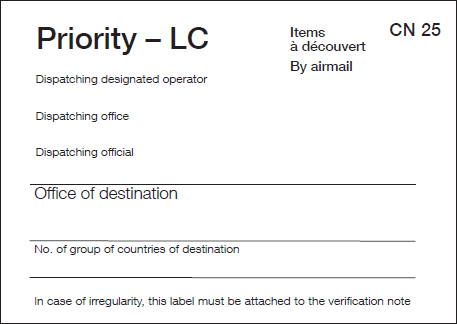 Priority – LC
Items
à découvert
By airmail
CN 25
Dispatching designated operator
Dispatching office
Dispatching official
Office of destination
No. of group of countries of destination
In case of irregularity, this label must be attached to the verification note